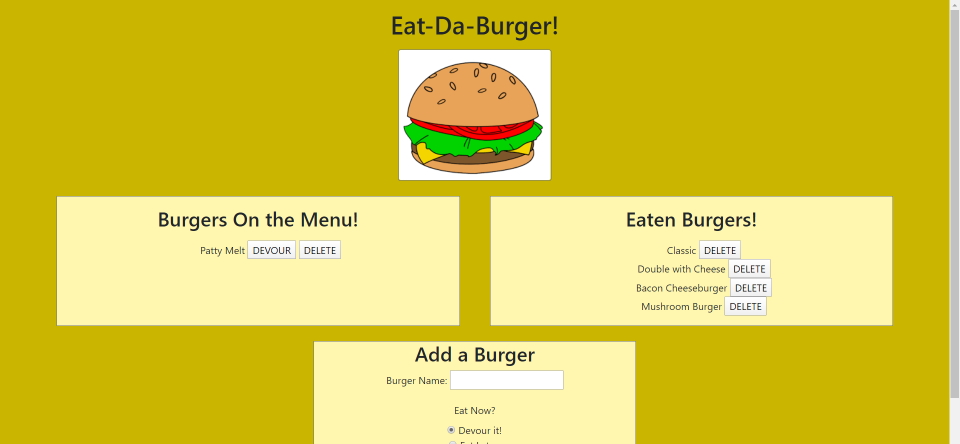 Eat-Da-Burger!
Burgers On the Menu!
Patty Melt DEVOUR DELETE
Eaten Burgers!
Classic DELETE
Double with Cheese DELETE
Bacon Cheeseburger DELETE
Mushroom Burger DELETE
Add a Burger
Burger Name:
Eat Now?
Devour it!